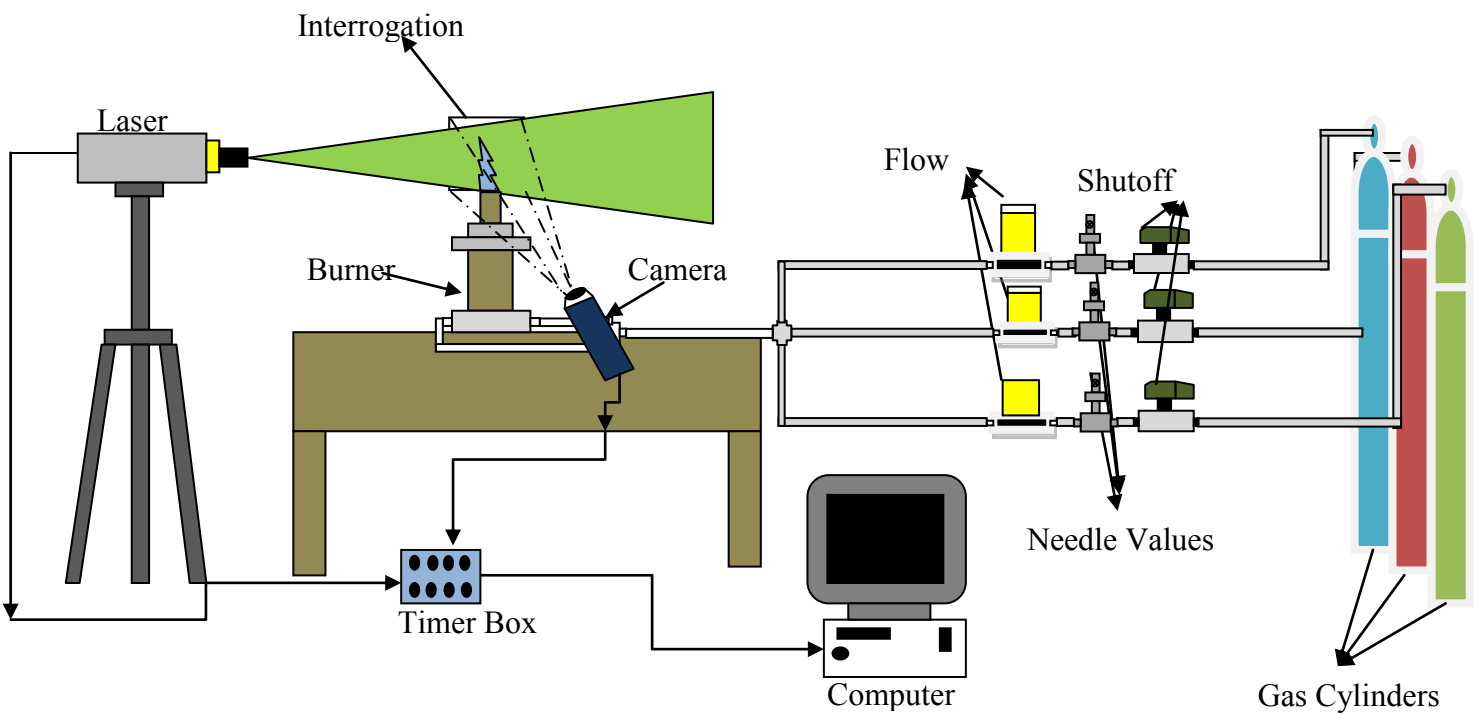 Interrogation
Laser
Flow
Shutoff
Burner
Camera
Needle Values
Timer Box
Computer
Gas Cylinders